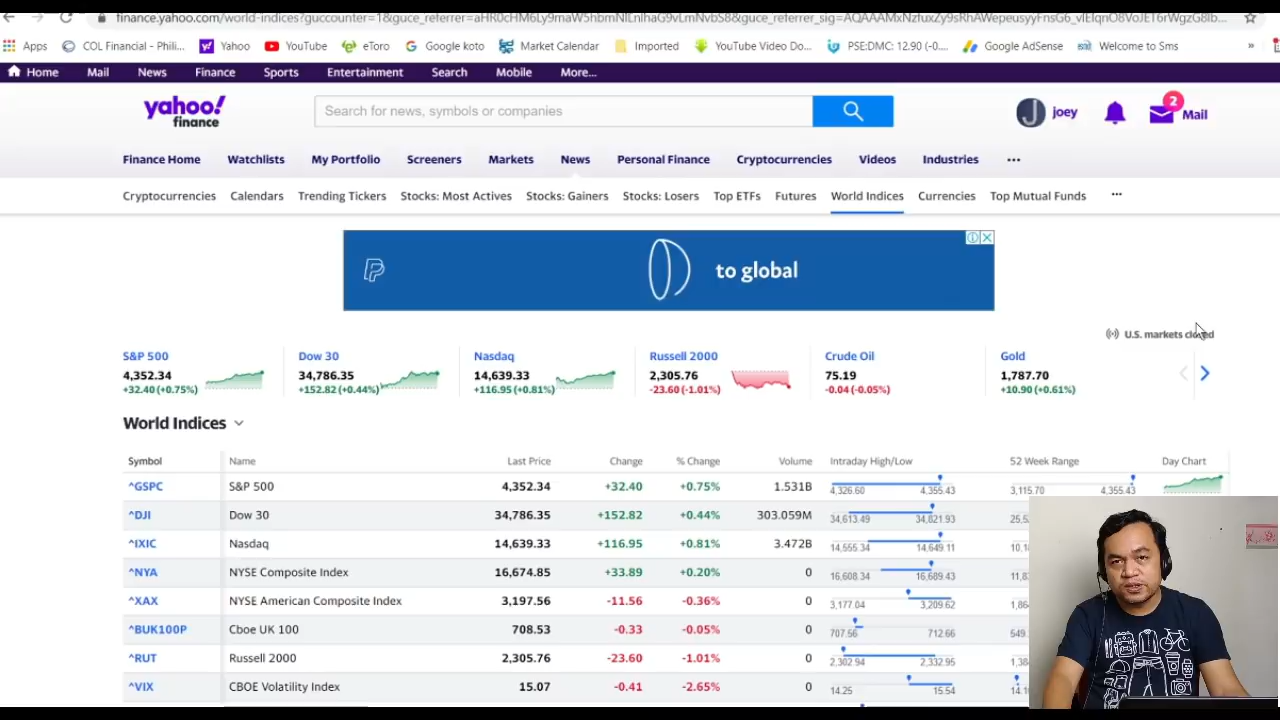 finance.yahoo.com/world-indices?guccounter=1&guce_referrer=
Apps COL Financial - Phili... Yahoo YouTube eToro Google koto Market Calendar Imported YouTube Video Do... PSE:DMC: 12.90 (-0.... Google AdSense Welcome to Sms »
Home Mail News Finance Sports Entertainment Search Mobile More...
yahoo!
finance
Search for news, symbols or companies
J joey 2 Mail
Finance Home Watchlists My Portfolio Screeners Markets News Personal Finance Cryptocurrencies Videos Industries ...
Cryptocurrencies Calendars Trending Tickers Stocks: Most Actives Stocks: Gainers Stocks: Losers Top ETFs Futures World Indices Currencies Top Mutual Funds ...
to global
U.S. markets closed
S&P 500 Dow 30 Nasdaq Russell 2000 Crude Oil Gold
4,352.34 34,786.35 14,639.33 2,305.76 75.19 1,787.70
+32.40 (+0.75%) +152.82 (+0.44%) +116.95 (+0.81%) -23.60 (-1.01%) -0.04 (-0.05%) +10.90 (+0.61%)
World Indices
Symbol Name Last Price Change % Change Volume Intraday High/Low 52 Week Range Day Chart
^GSPC S&P 500 4,352.34 +32.40 +0.75% 1.531B 4,326.60 4,355.43 3,115.70 4,355.43
^DJI Dow 30 34,786.35 +152.82 +0.44% 303.059M 34,613.49 34,821.93
^IXIC Nasdaq 14,639.33 +116.95 +0.81% 3.472B 14,555.34 14,649.11
^NYA NYSE Composite Index 16,674.85 +33.89 +0.20% 0 16,608.34 16,689.43
^XAX NYSE American Composite Index 3,197.56 -11.56 -0.36% 0 3,177.04 3,209.62
^BUK100P Cboe UK 100 708.53 -0.33 -0.05% 0 707.56 712.66
^RUT Russell 2000 2,305.76 -23.60 -1.01% 0 2,302.94 2,332.95
^VIX CBOE Volatility Index 15.07 -0.41 -2.65% 0 14.25 15.54